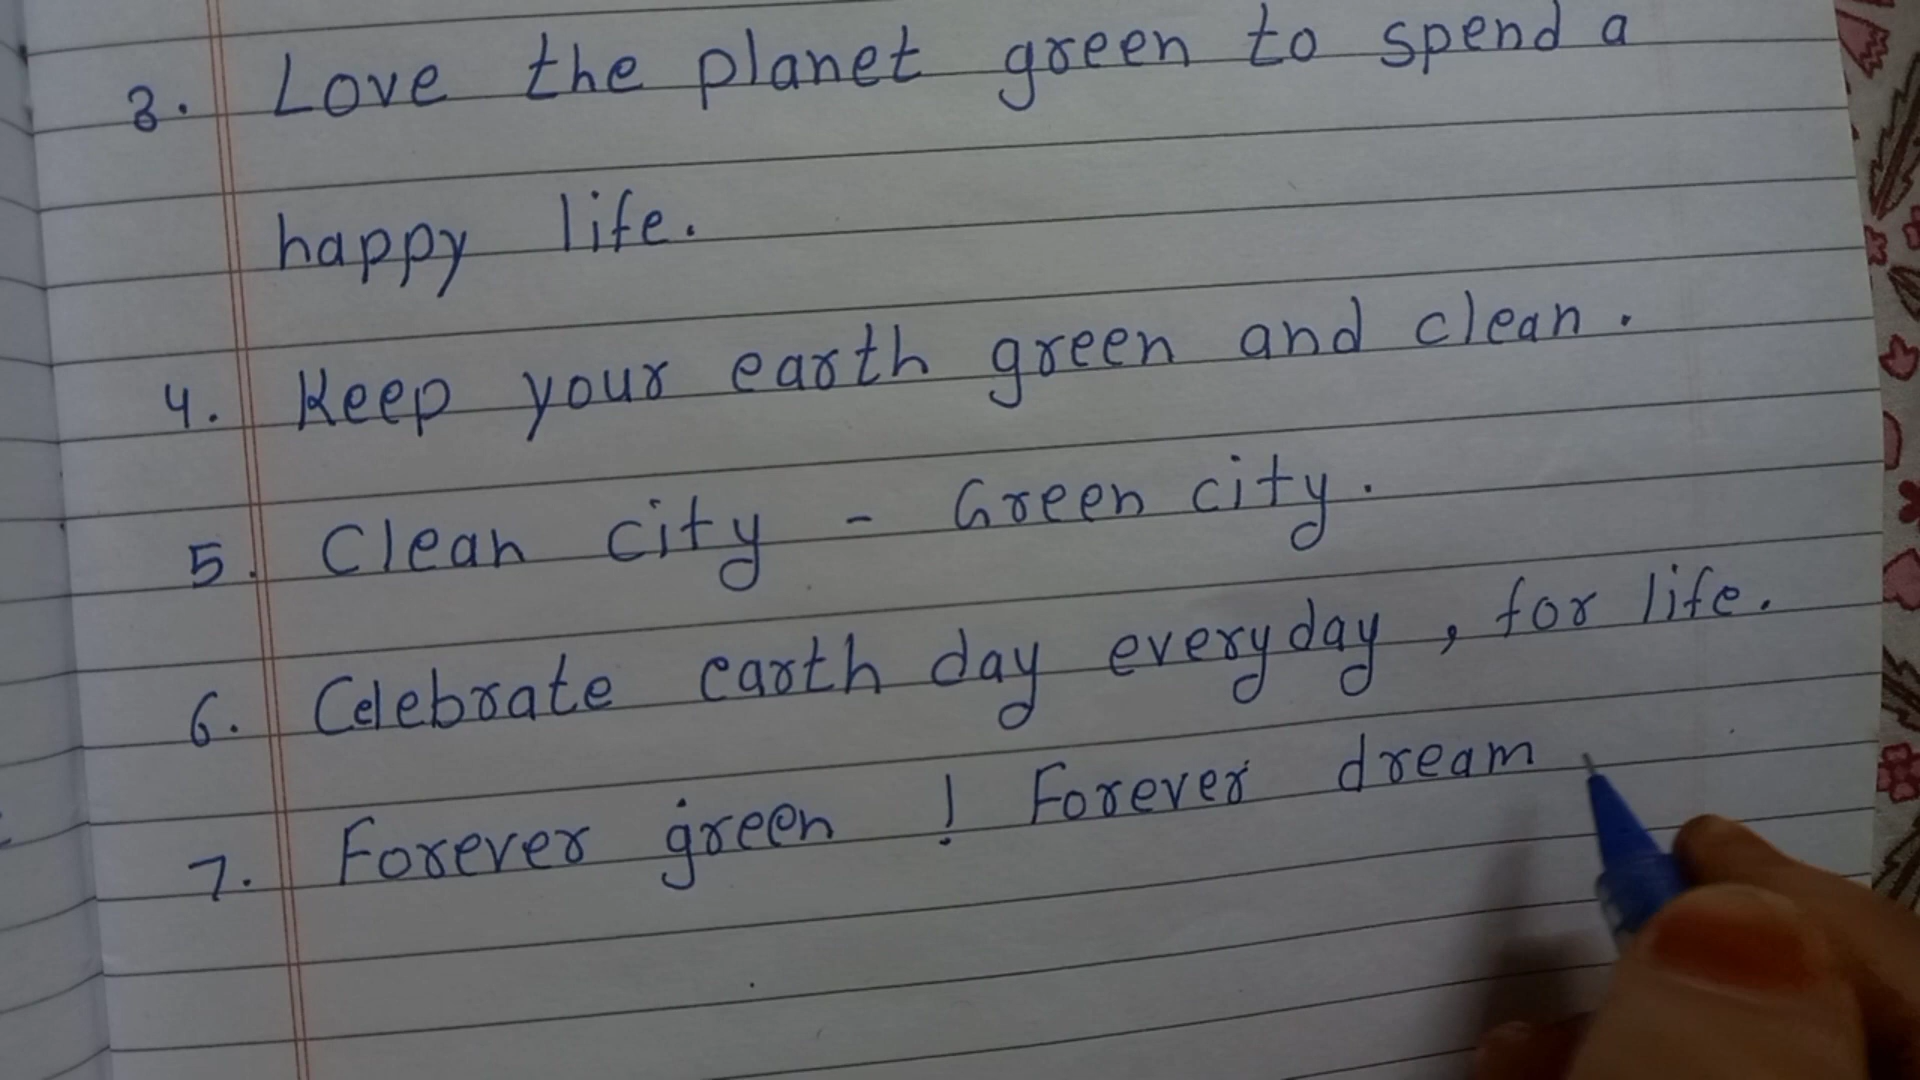 3. Love the planet green to spend a
happy life.
4. Keep your earth green and clean.
5. Clean city - Green city.
6. Celebrate earth day everyday, for life.
7. Forever green ! Forever dream